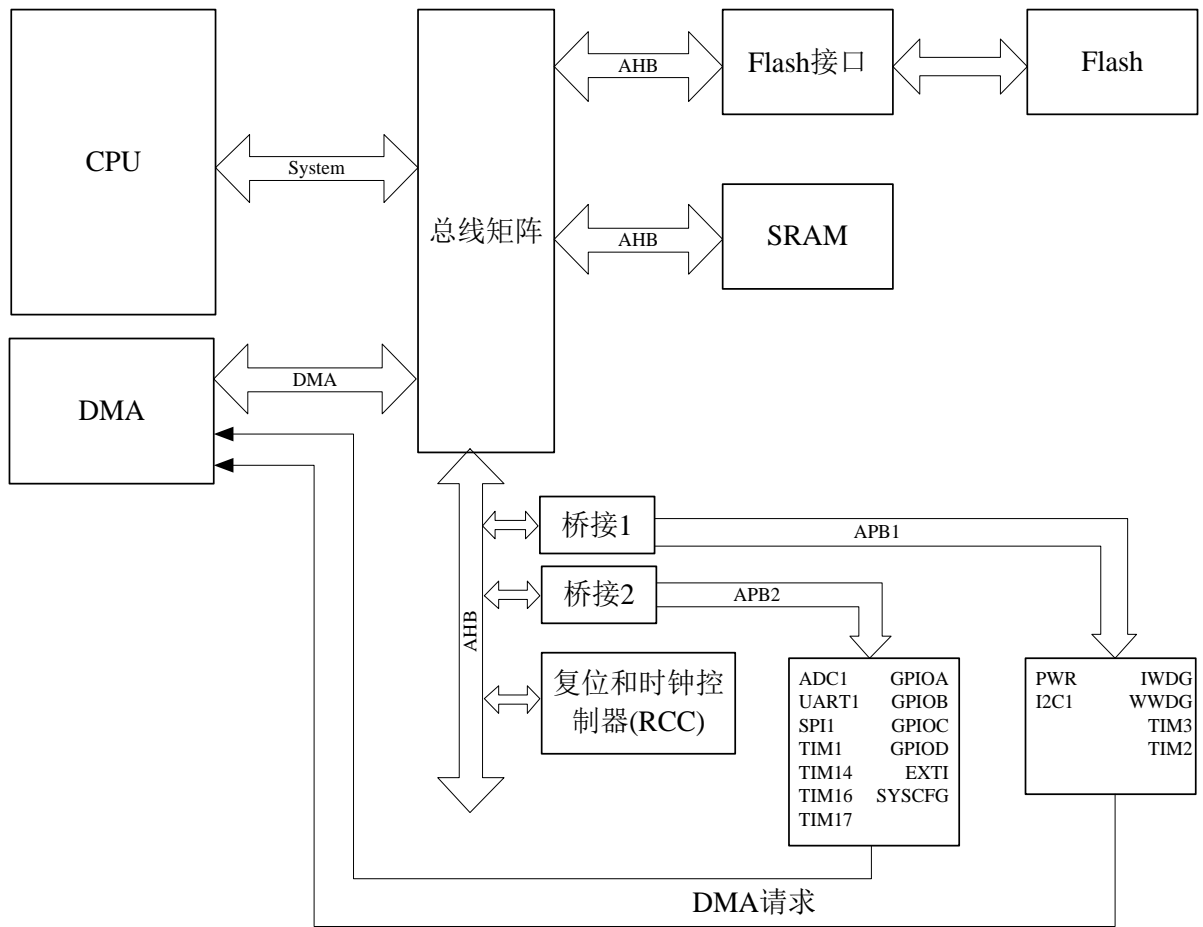 CPU
System
总线矩阵
AHB
Flash接口
Flash
AHB
SRAM
DMA
DMA
AHB
桥接1
APB1
桥接2
APB2
复位和时钟控
制器(RCC)
ADC1 GPIOA
UART1 GPIOB
SPI1 GPIOC
TIM1 GPIOD
TIM14 EXTI
TIM16 SYSCFG
TIM17
PWR IWDG
I2C1 WWDG
TIM3
TIM2
DMA请求